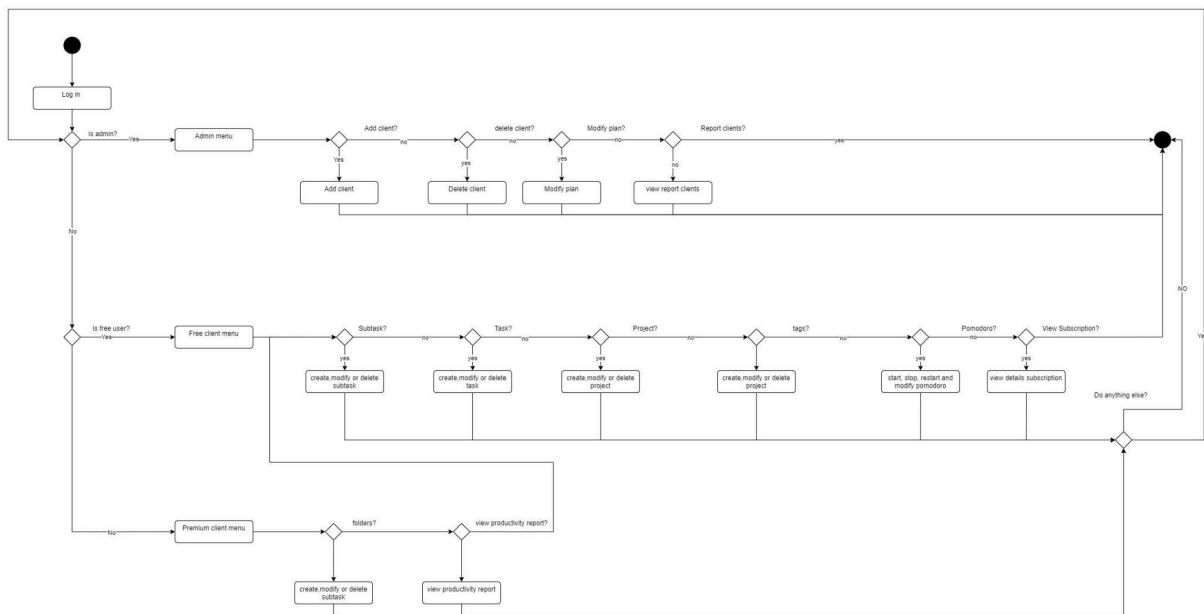 Log in
Is admin?
Yes
Admin menu
Add client?
no
delete client?
no
Modify plan?
no
Report clients?
yes
Yes
yes
yes
no
Add client
Delete client
Modify plan
view report clients
No
NO
Is free user?
Yes
Free client menu
Subtask?
no
Task?
no
Project?
no
tags?
no
Pomodoro?
no
View Subscription?
Ye
yes
yes
yes
yes
yes
yes
create,modify or delete
subtask
create,modify or delete
task
create,modify or delete
project
create,modify or delete
project
start, stop, restart and
modify pomodoro
view details subscription
Do anything else?
No
Premium client menu
folders?
view productivity report?
create,modify or delete
subtask
view productivity report